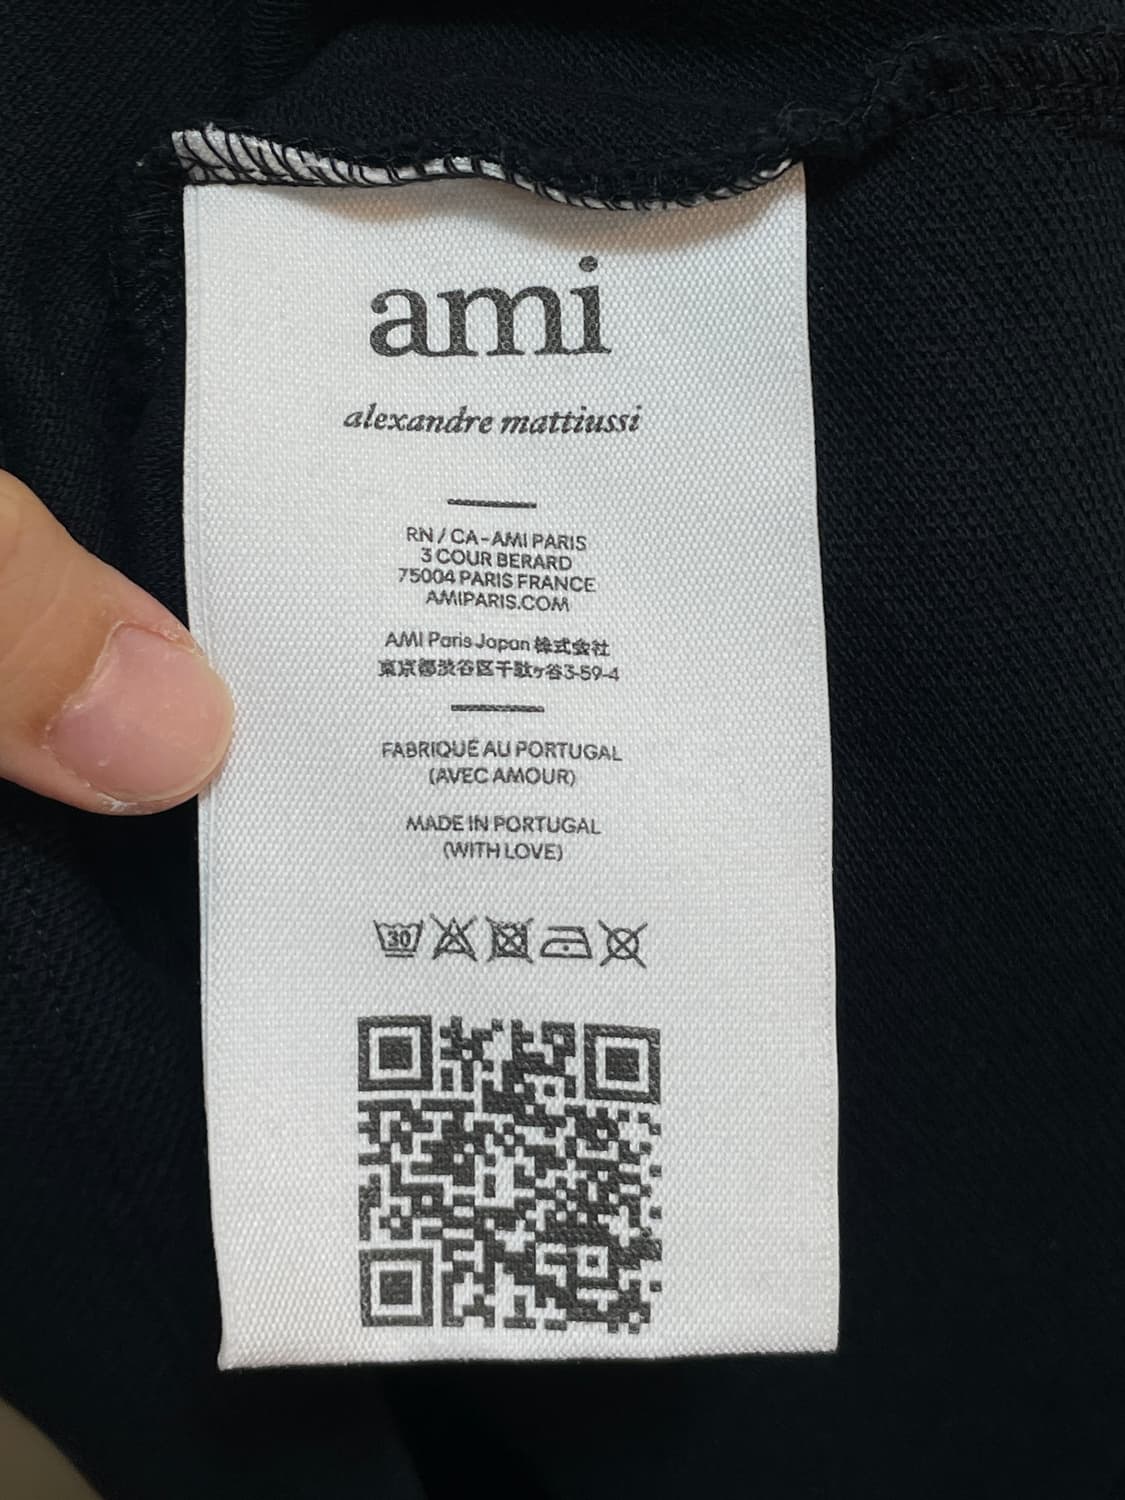 ami
alexandre mattiussi
RN / CA-AMI PARIS
3 COUR BERARD
75004 PARIS FRANCE
AMIPARIS.COM
AMI Paris Japan 株式会社
東京都渋谷区千駄ヶ谷3-59-4
FABRIQUÉ AU PORTUGAL
(AVEC AMOUR)
MADE IN PORTUGAL
(WITH LOVE)
30